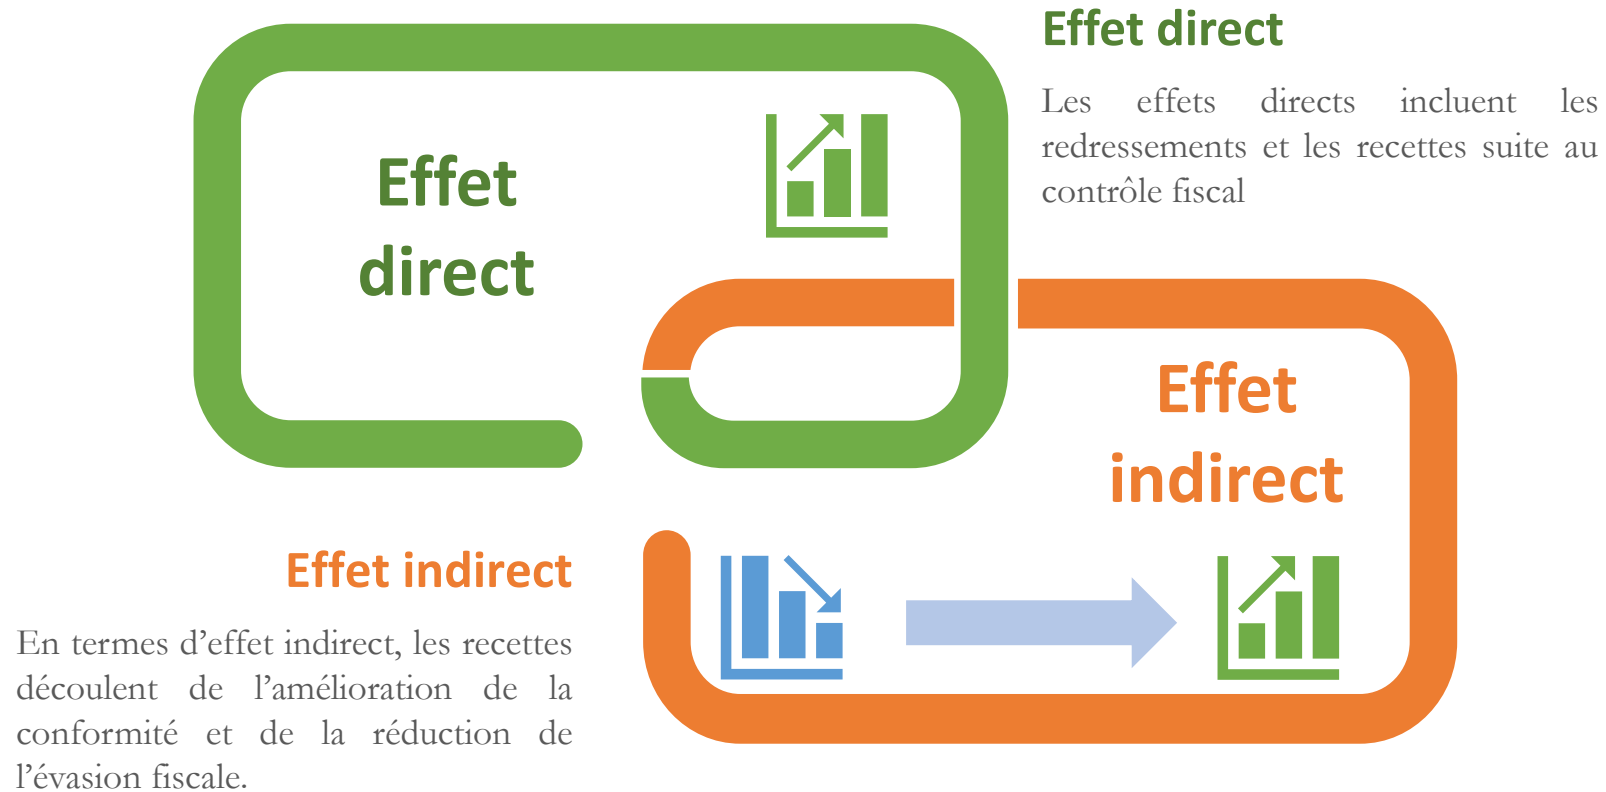 Effet direct
Les effets directs incluent les
redressements et les recettes suite au
contrôle fiscal
Effet
direct
Effet
indirect
Effet indirect
En termes d’effet indirect, les recettes
découlent de l’amélioration de la
conformité et de la réduction de
l’évasion fiscale.